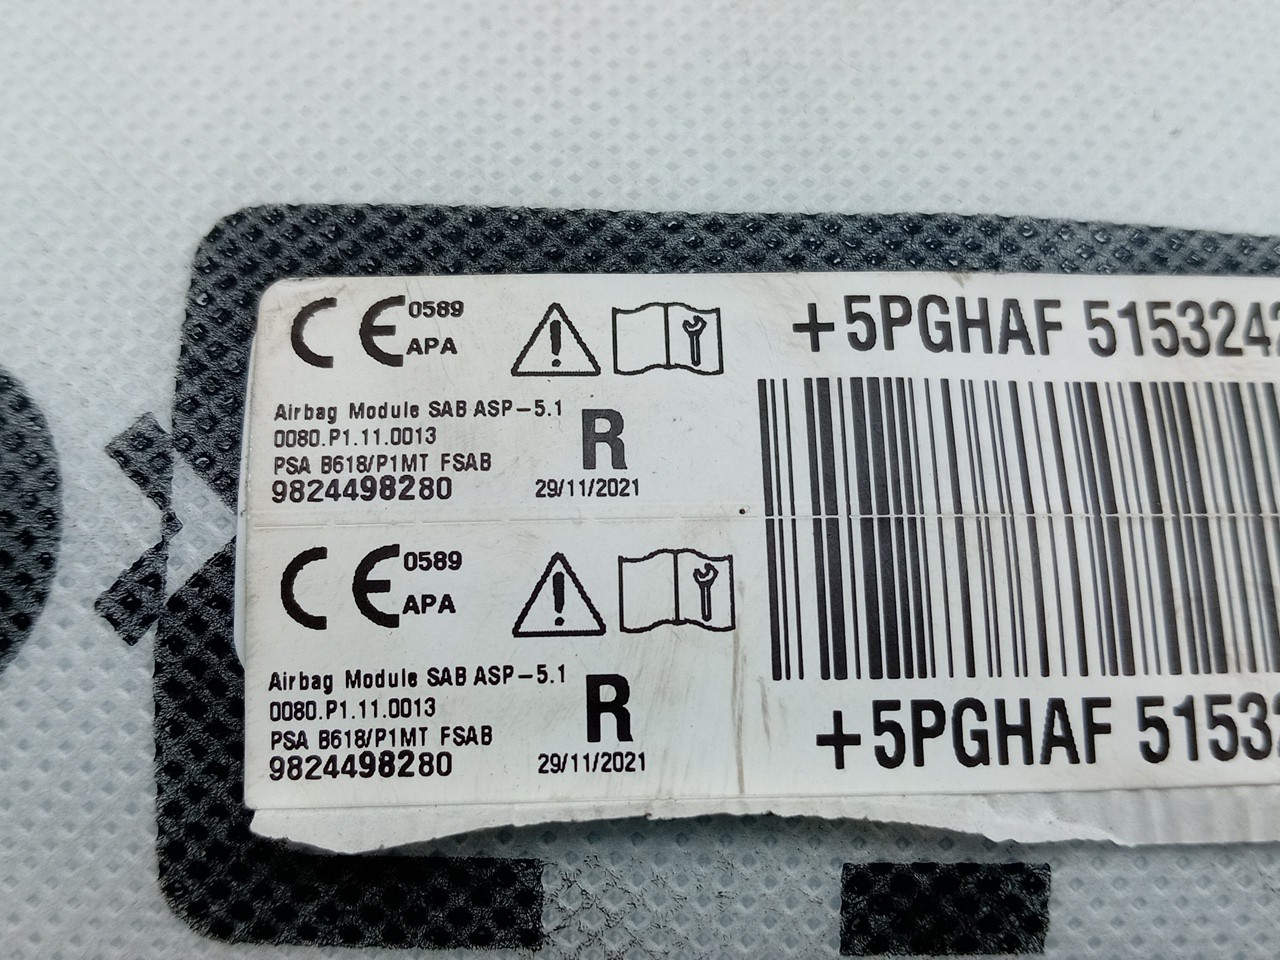 CE 0589
APA
+5PGHAF 5153242
Airbag Module SAB ASP-5.1
0080.P1.11.0013
PSA B618/P1MT FSAB
9824498280
R
29/11/2021
CE 0589
APA
Airbag Module SAB ASP-5.1
0080.P1.11.0013
PSA B618/P1MT FSAB
9824498280
R
29/11/2021
+5PGHAF 5153